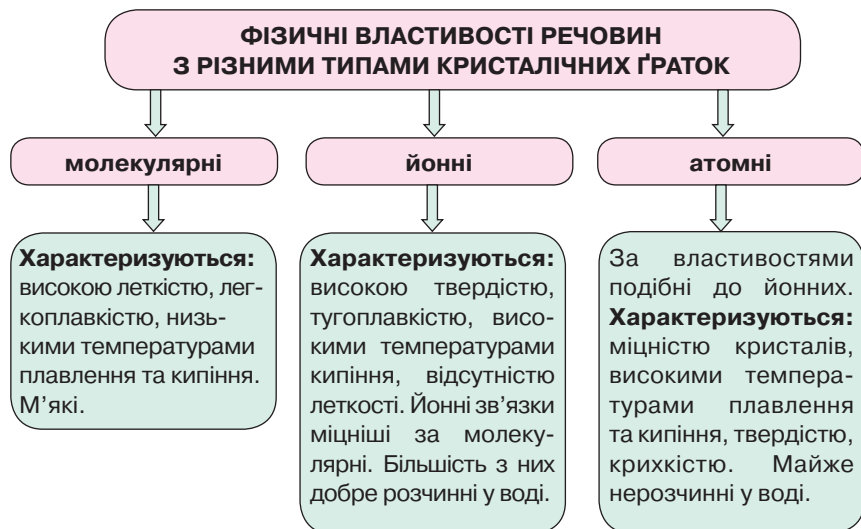 ФІЗИЧНІ ВЛАСТИВОСТІ РЕЧОВИН
З РІЗНИМИ ТИПАМИ КРИСТАЛІЧНИХ ҐРАТОК
молекулярні
йонні
атомні
Характеризуються:
високою леткістю, лег-
коплавкістю, низь-
кими температурами
плавлення та кипіння.
М’які.
Характеризуються:
високою твердістю,
тугоплавкістю, висо-
кими температурами
кипіння, відсутністю
леткості. Йонні зв’язки
міцніші за молеку-
лярні. Більшість з них
добре розчинні у воді.
За властивостями
подібні до йонних.
Характеризуються:
міцністю кристалів,
високими темпера-
турами плавлення
та кипіння, твердістю,
крихкістю. Майже
нерозчинні у воді.